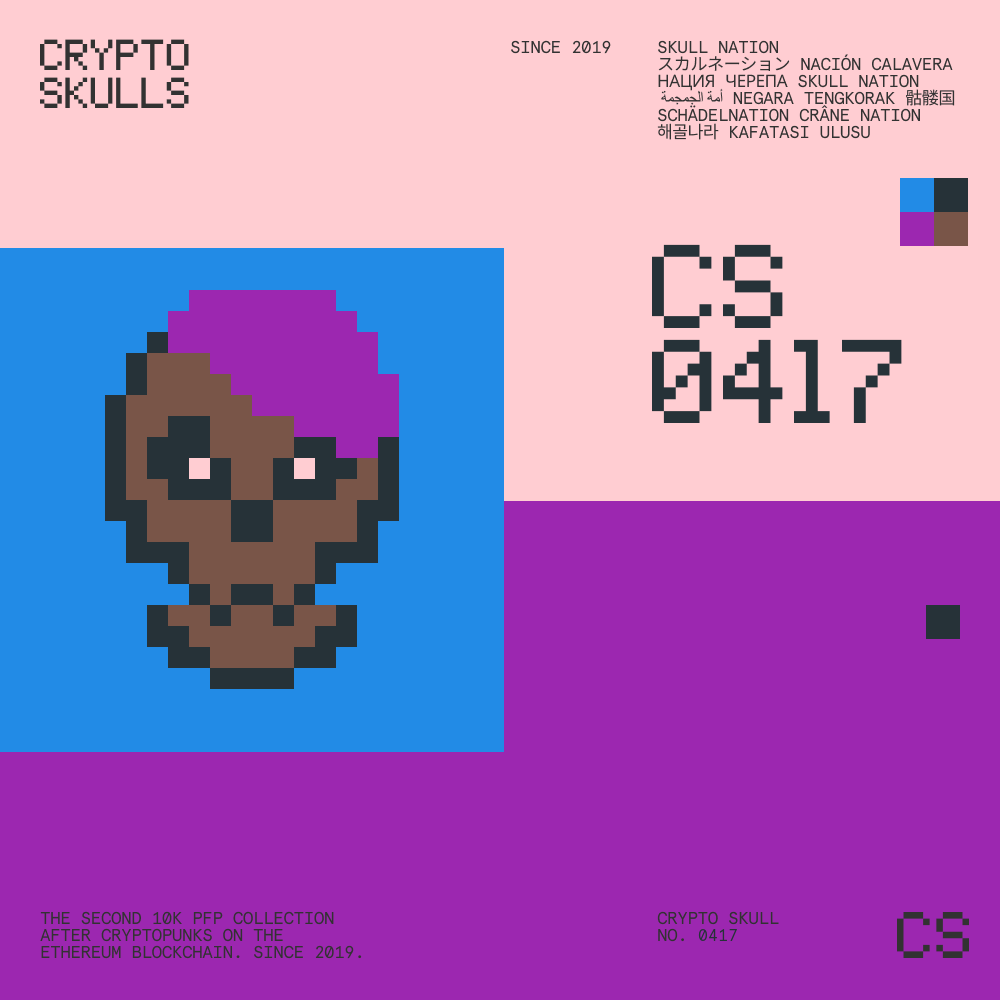 CRYPTO
SKULLS
SINCE 2019
SKULL NATION
スカルネーション NACIÓN CALAVERA
НАЦИЯ ЧЕРЕПА SKULL NATION
أمة الجمجمة NEGARA TENGKORAK 骷髅国
SCHÄDELNATION CRÂNE NATION
해골나라 KAFATASI ULUSU
CS
0417
THE SECOND 10K PFP COLLECTION
AFTER CRYPTOPUNKS ON THE
ETHEREUM BLOCKCHAIN. SINCE 2019.
CRYPTO SKULL
NO. 0417
CS